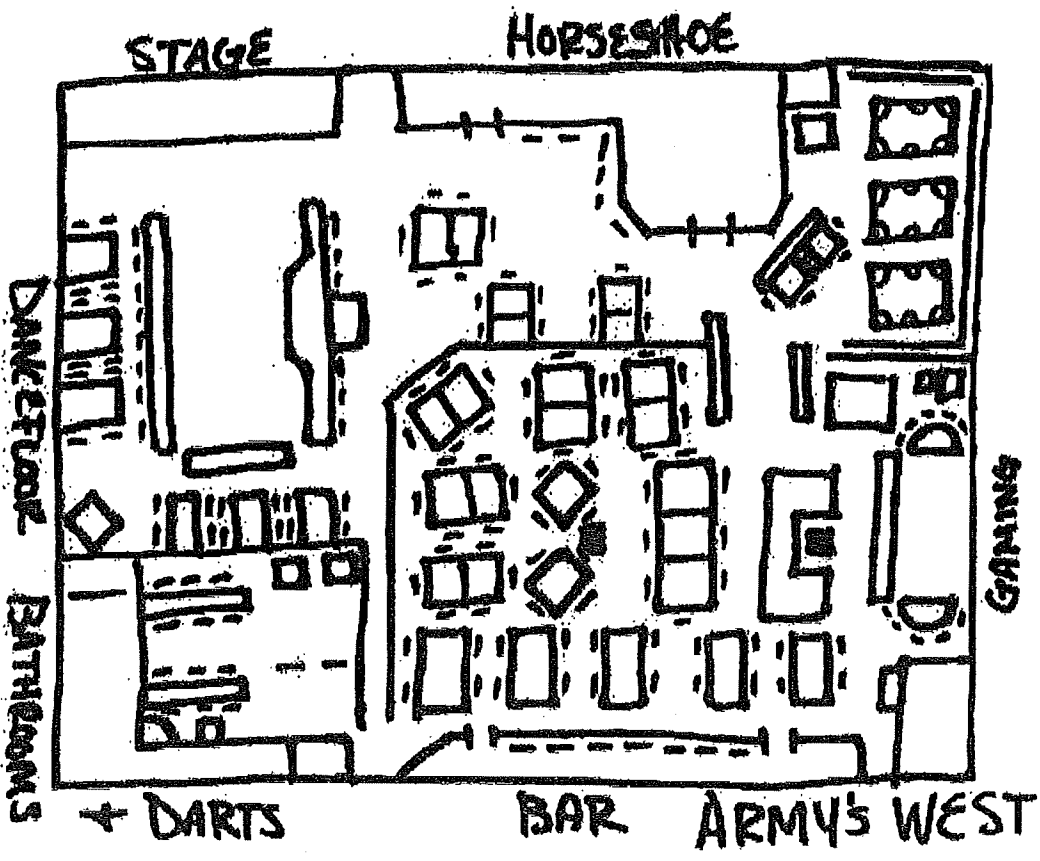 STAGE
HORSESHOE
DANCEFLOOR
GAMING
BATHROOMS
+ DARTS
BAR
ARMY'S WEST